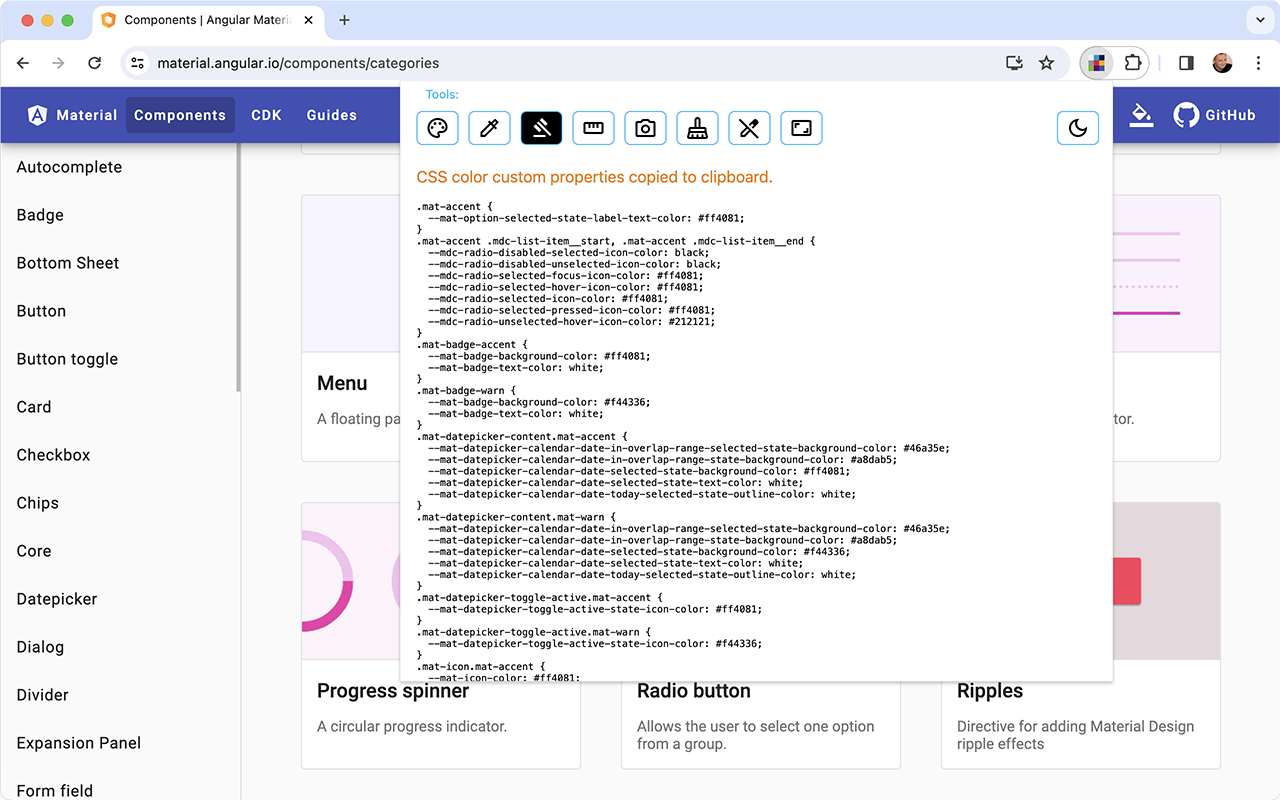 Components | Angular Materi
material.angular.io/components/categories
Material
Components
CDK
Guides
GitHub
Autocomplete
Badge
Bottom Sheet
Button
Button toggle
Card
Checkbox
Chips
Core
Datepicker
Dialog
Divider
Expansion Panel
Form field
Tools:
CSS color custom properties copied to clipboard.
.mat-accent {
--mat-option-selected-state-label-text-color: #ff4081;
}
.mat-accent .mdc-list-item__start, .mat-accent .mdc-list-item__end {
--mdc-radio-disabled-selected-icon-color: black;
--mdc-radio-disabled-unselected-icon-color: black;
--mdc-radio-selected-focus-icon-color: #ff4081;
--mdc-radio-selected-hover-icon-color: #ff4081;
--mdc-radio-selected-icon-color: #ff4081;
--mdc-radio-selected-pressed-icon-color: #ff4081;
--mdc-radio-unselected-hover-icon-color: #212121;
}
.mat-badge-accent {
--mat-badge-background-color: #ff4081;
--mat-badge-text-color: white;
}
.mat-badge-warn {
--mat-badge-background-color: #f44336;
--mat-badge-text-color: white;
}
.mat-datepicker-content.mat-accent {
--mat-datepicker-calendar-date-in-overlap-range-selected-state-background-color: #46a35e;
--mat-datepicker-calendar-date-in-overlap-range-state-background-color: #a8dab5;
--mat-datepicker-calendar-date-selected-state-background-color: #ff4081;
--mat-datepicker-calendar-date-selected-state-text-color: white;
--mat-datepicker-calendar-date-today-selected-state-outline-color: white;
}
.mat-datepicker-content.mat-warn {
--mat-datepicker-calendar-date-in-overlap-range-selected-state-background-color: #46a35e;
--mat-datepicker-calendar-date-in-overlap-range-state-background-color: #a8dab5;
--mat-datepicker-calendar-date-selected-state-background-color: #f44336;
--mat-datepicker-calendar-date-selected-state-text-color: white;
--mat-datepicker-calendar-date-today-selected-state-outline-color: white;
}
.mat-datepicker-toggle-active.mat-accent {
--mat-datepicker-toggle-active-state-icon-color: #ff4081;
}
.mat-datepicker-toggle-active.mat-warn {
--mat-datepicker-toggle-active-state-icon-color: #f44336;
}
.mat-icon.mat-accent {
--mat-icon-color: #ff4081;
Menu
A floating pa
tor.
Progress spinner
A circular progress indicator.
Radio button
Allows the user to select one option
from a group.
Ripples
Directive for adding Material Design
ripple effects